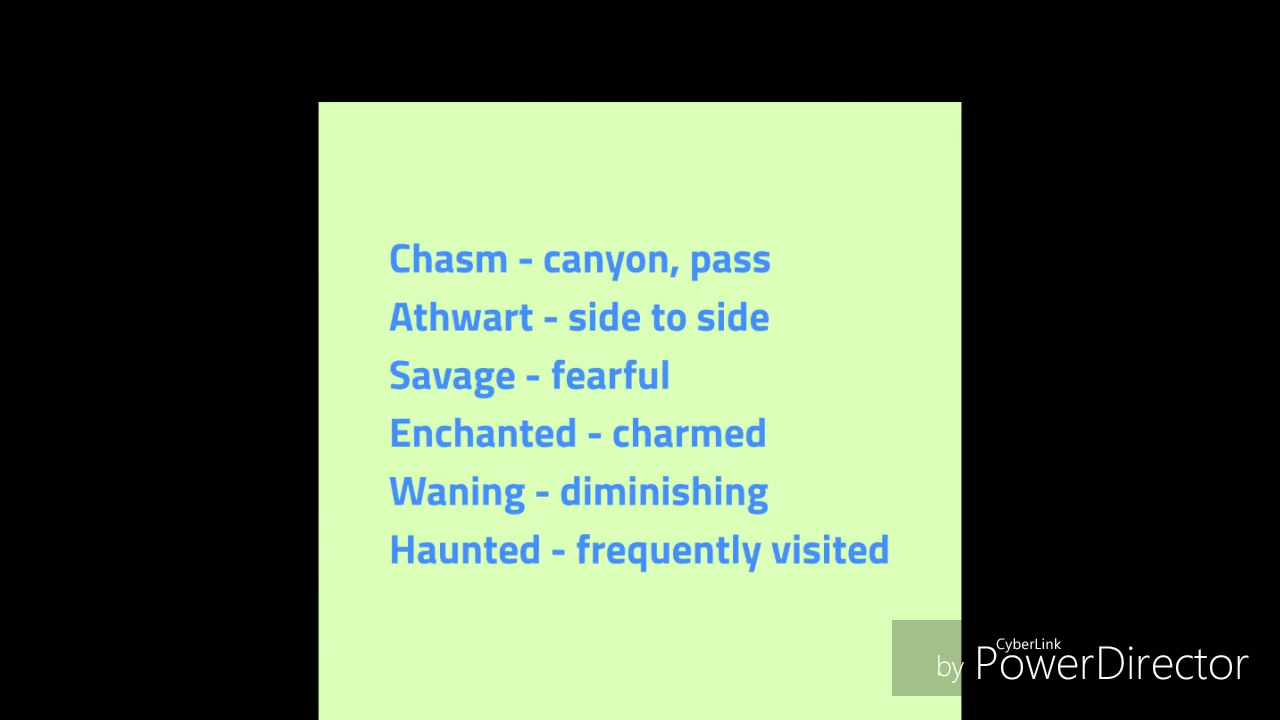 Chasm - canyon, pass
Athwart - side to side
Savage - fearful
Enchanted - charmed
Waning - diminishing
Haunted - frequently visited
CyberLink
by PowerDirector